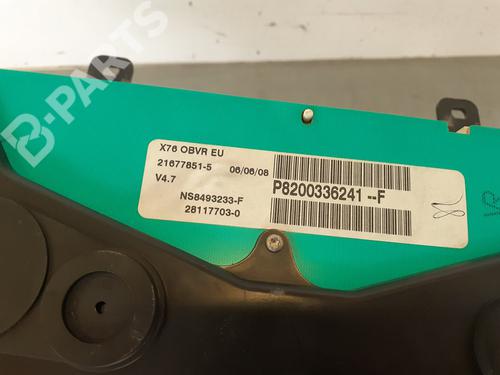 B-PARTS
X76 OBVR EU
21677851-5 06/06/08
V4.7
P8200336241--F
NS8493233-F
28117703-0